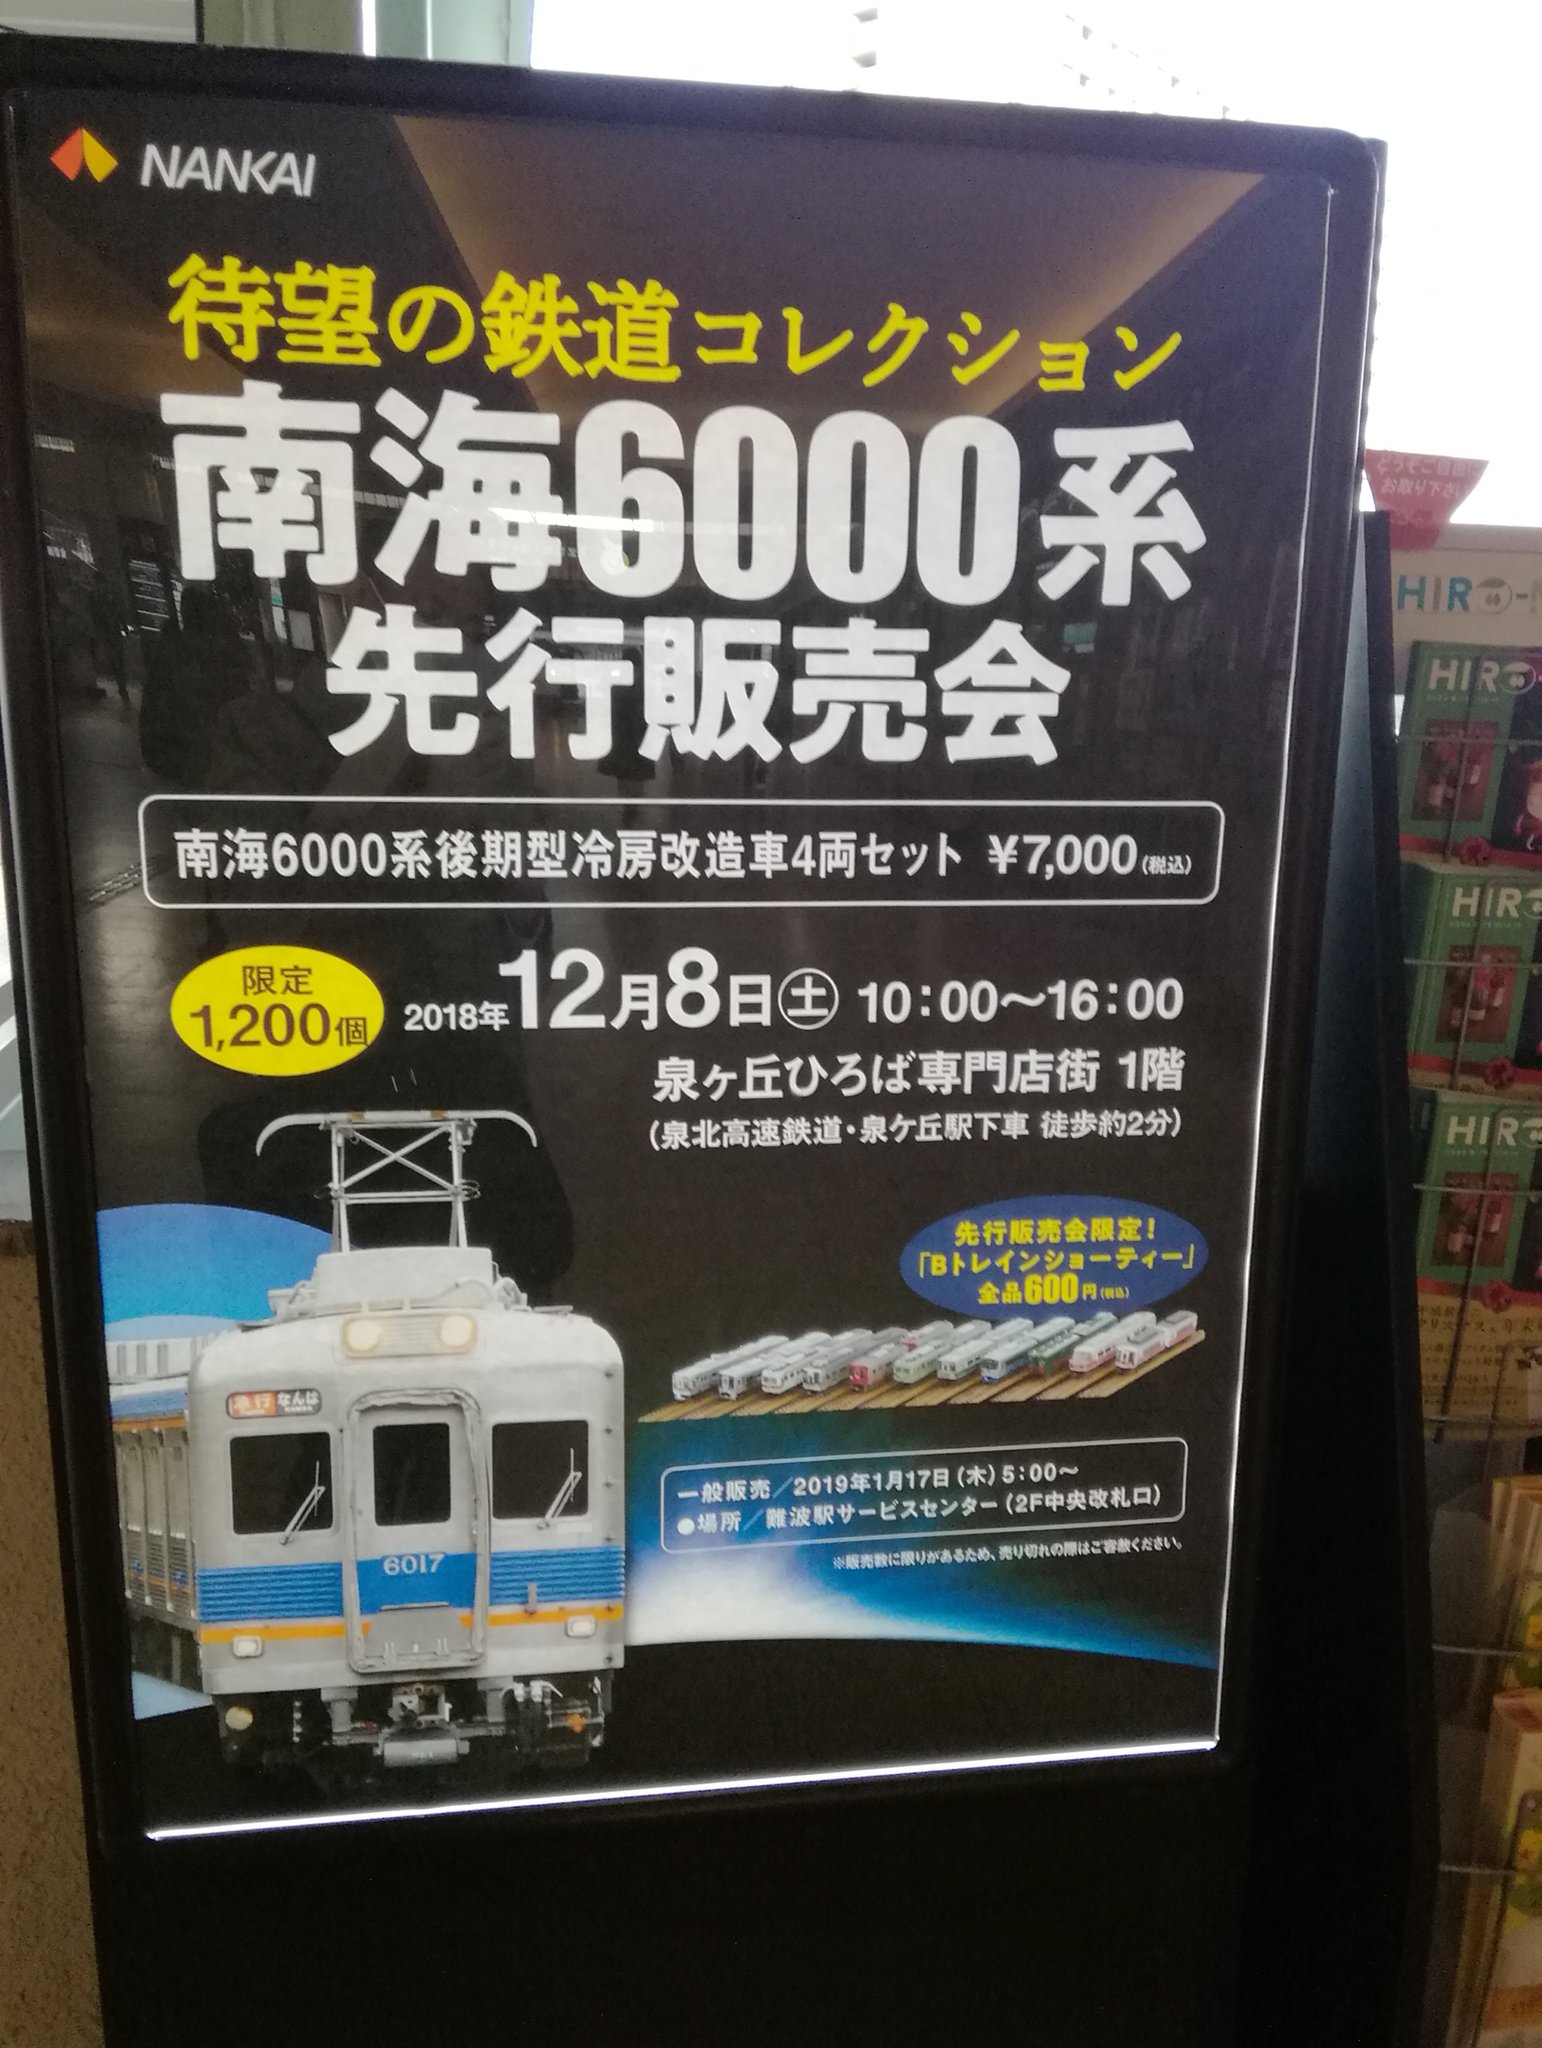 NANKAI
待望の鉄道コレクション
南海6000系
先行販売会
南海6000系後期型冷房改造車4両セット ￥7,000(税込)
限定
1,200個
2018年12月8日㊏ 10：00〜16：00
泉ヶ丘ひろば専門店街 1階
(泉北高速鉄道・泉ケ丘駅下車 徒歩約2分)
先行販売会限定！
「Bトレインショーティー」
全品600円(税込)
急行 なんば
6017
一般販売／2019年1月17日(木)5：00〜
●場所／難波駅サービスセンター(2F中央改札口)
※販売数に限りがあるため、売り切れの際はご容赦ください。
お取り下さい
HIRO-
HIRO
HIRO
HIRO